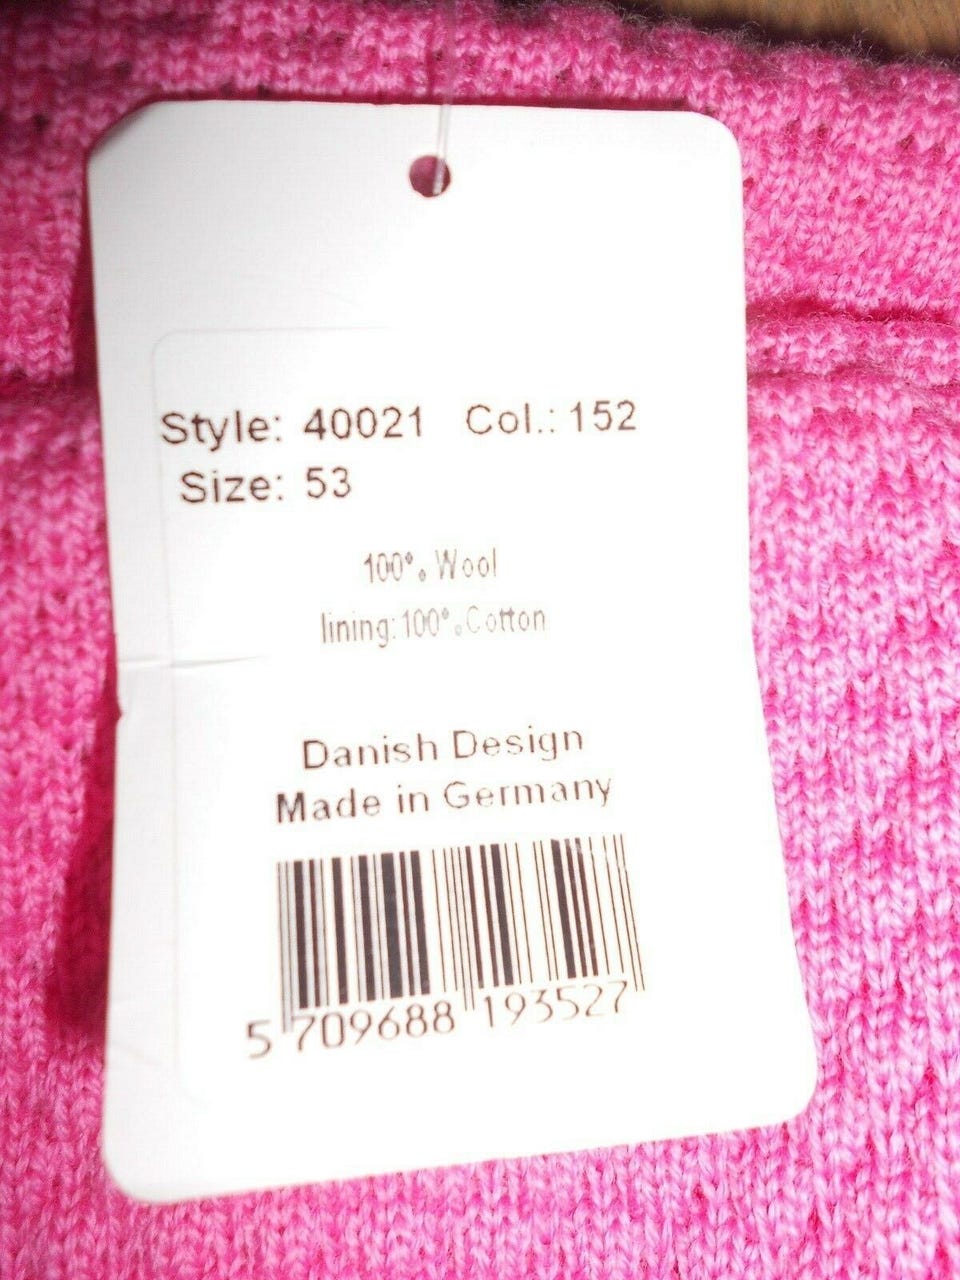 Style: 40021 Col.: 152
Size: 53
100% Wool
lining:100%Cotton
Danish Design
Made in Germany
5 709688 193527